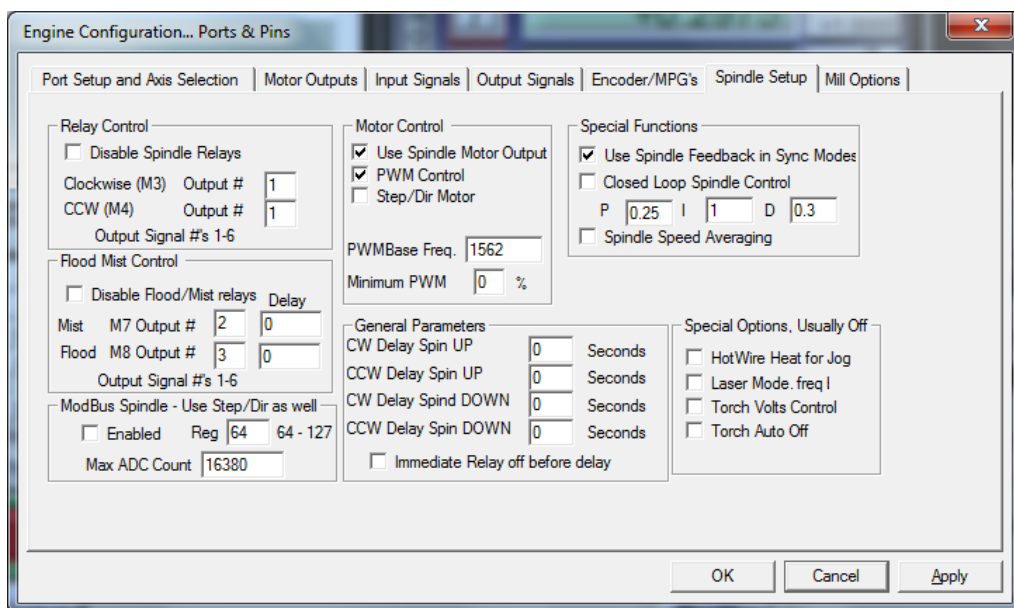 Engine Configuration... Ports & Pins
Port Setup and Axis Selection Motor Outputs Input Signals Output Signals Encoder/MPG's Spindle Setup Mill Options
Relay Control
Disable Spindle Relays
Clockwise (M3) Output # 1
CCW (M4) Output # 1
Output Signal #'s 1-6
Flood Mist Control
Disable Flood/Mist relays Delay
Mist M7 Output # 2 0
Flood M8 Output # 3 0
Output Signal #'s 1-6
ModBus Spindle - Use Step/Dir as well
Enabled Reg 64 64 - 127
Max ADC Count 16380
Motor Control
Use Spindle Motor Output
PWM Control
Step/Dir Motor
PWMBase Freq. 1562
Minimum PWM 0 %
General Parameters
CW Delay Spin UP 0 Seconds
CCW Delay Spin UP 0 Seconds
CW Delay Spind DOWN 0 Seconds
CCW Delay Spin DOWN 0 Seconds
Immediate Relay off before delay
Special Functions
Use Spindle Feedback in Sync Modes
Closed Loop Spindle Control
P 0.25 I 1 D 0.3
Spindle Speed Averaging
Special Options, Usually Off
HotWire Heat for Jog
Laser Mode. freq I
Torch Volts Control
Torch Auto Off
OK Cancel Apply